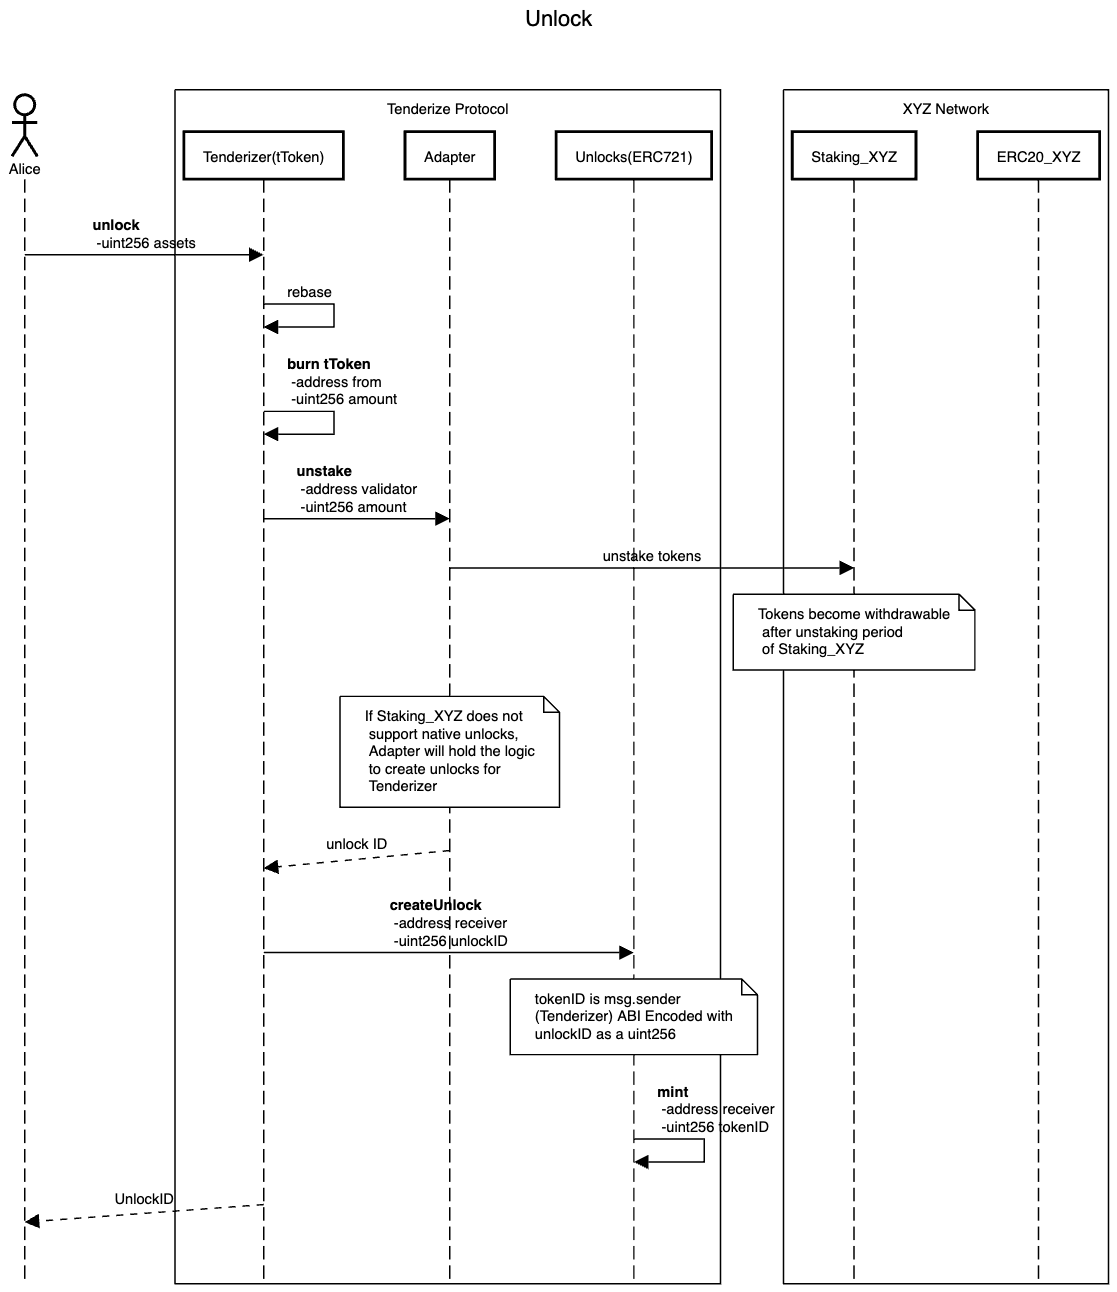 Unlock
Tenderize Protocol
XYZ Network
Alice
Tenderizer(tToken)
Adapter
Unlocks(ERC721)
Staking_XYZ
ERC20_XYZ
unlock
-uint256 assets
rebase
burn tToken
-address from
-uint256 amount
unstake
-address validator
-uint256 amount
unstake tokens
Tokens become withdrawable
after unstaking period
of Staking_XYZ
If Staking_XYZ does not
support native unlocks,
Adapter will hold the logic
to create unlocks for
Tenderizer
unlock ID
createUnlock
-address receiver
-uint256 unlockID
tokenID is msg.sender
(Tenderizer) ABI Encoded with
unlockID as a uint256
mint
-address receiver
-uint256 tokenID
UnlockID